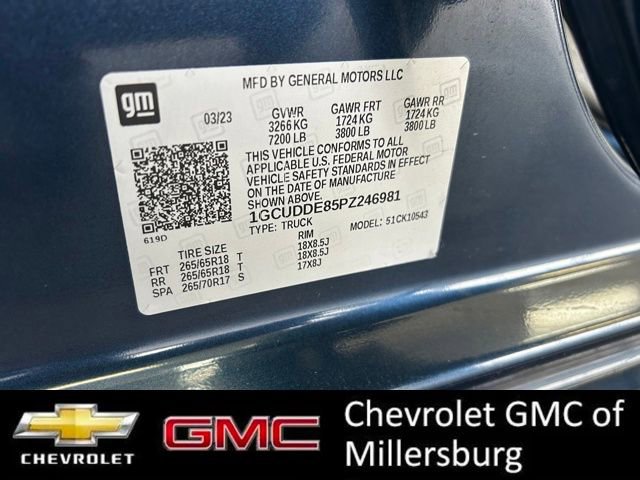 gm
MFD BY GENERAL MOTORS LLC
03/23 GVWR GAWR FRT GAWR RR
3266 KG 1724 KG 1724 KG
7200 LB 3800 LB 3800 LB
THIS VEHICLE CONFORMS TO ALL
APPLICABLE U.S. FEDERAL MOTOR
VEHICLE SAFETY STANDARDS IN EFFECT
ON THE DATE OF MANUFACTURE
1GCUDDE85PZ246981
TYPE: TRUCK MODEL: 51CK10543
619D
TIRE SIZE RIM
FRT 265/65R18 T 18X8.5J
RR 265/65R18 T 18X8.5J
SPA 265/70R17 S 17X8J
CHEVROLET
GMC
Chevrolet GMC of
Millersburg